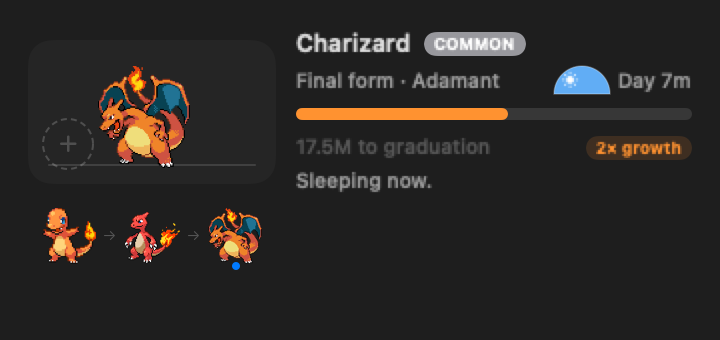 Charizard COMMON
Final form · Adamant Day 7m
17.5M to graduation 2× growth
Sleeping now.